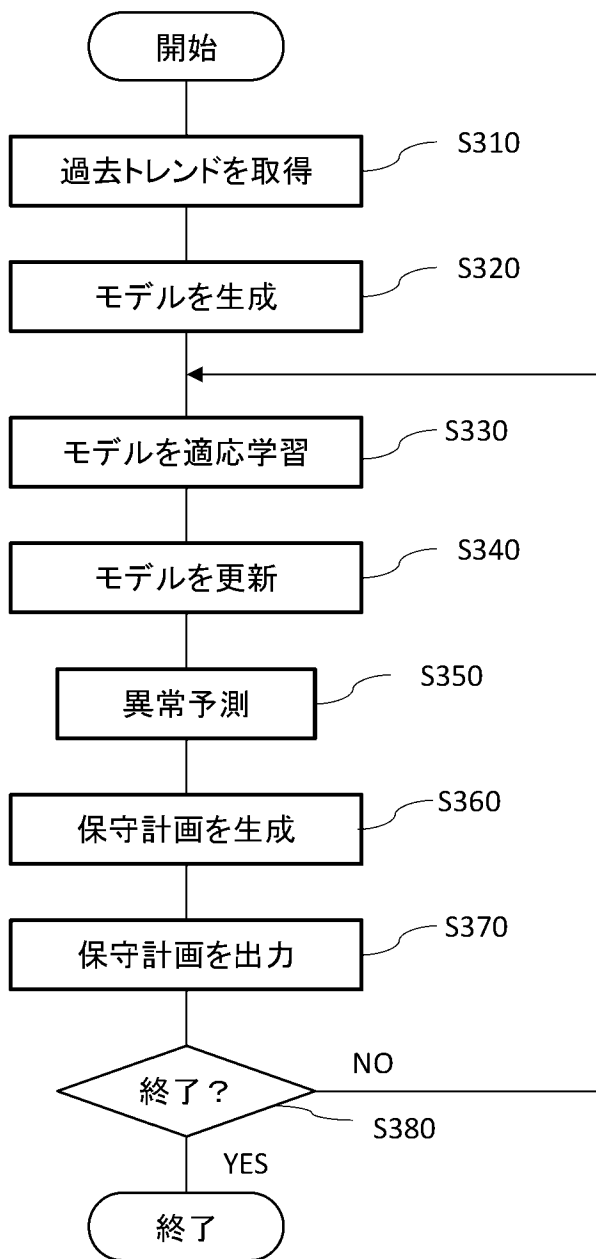 開始
過去トレンドを取得
S310
モデルを生成
S320
モデルを適応学習
S330
モデルを更新
S340
異常予測
S350
保守計画を生成
S360
保守計画を出力
S370
終了？
NO
S380
YES
終了